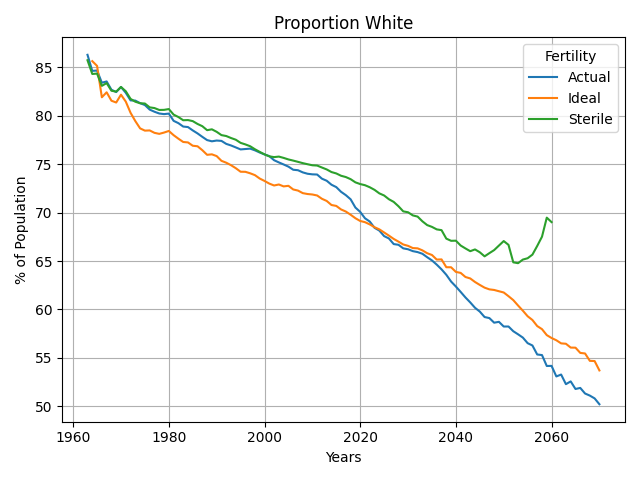 Proportion White
Fertility
Actual
Ideal
Sterile
% of Population
85
80
75
70
65
60
55
50
1960 1980 2000 2020 2040 2060
Years